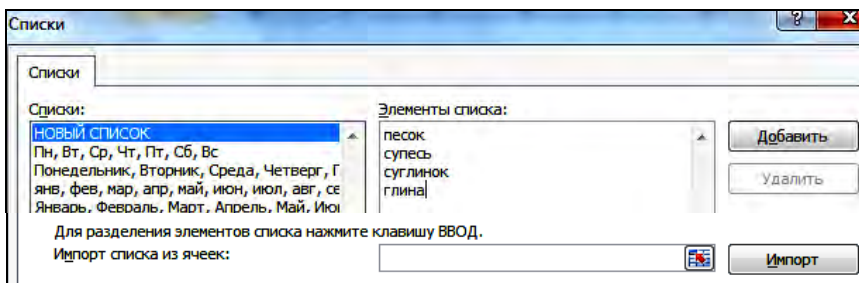 Списки
Списки
Списки:
НОВЫЙ СПИСОК
Пн, Вт, Ср, Чт, Пт, Сб, Вс
Понедельник, Вторник, Среда, Четверг, П
янв, фев, мар, апр, май, июн, июл, авг, се
Январь, Февраль, Март, Апрель, Май, Ию
Элементы списка:
песок
супесь
суглинок
глина
Добавить
Удалить
Для разделения элементов списка нажмите клавишу ВВОД.
Импорт списка из ячеек:
Импорт